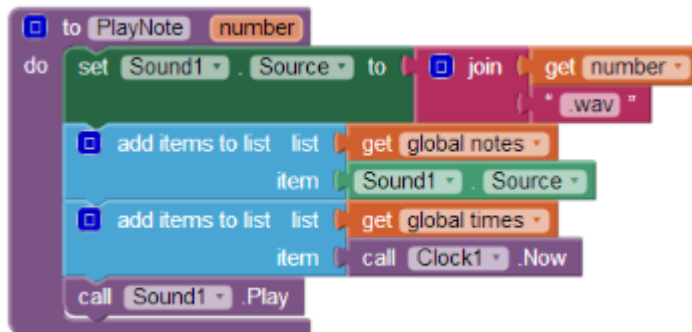 to PlayNote number
do set Sound1 . Source to join get number
" .wav "
add items to list list get global notes
item Sound1 . Source
add items to list list get global times
item call Clock1 .Now
call Sound1 .Play